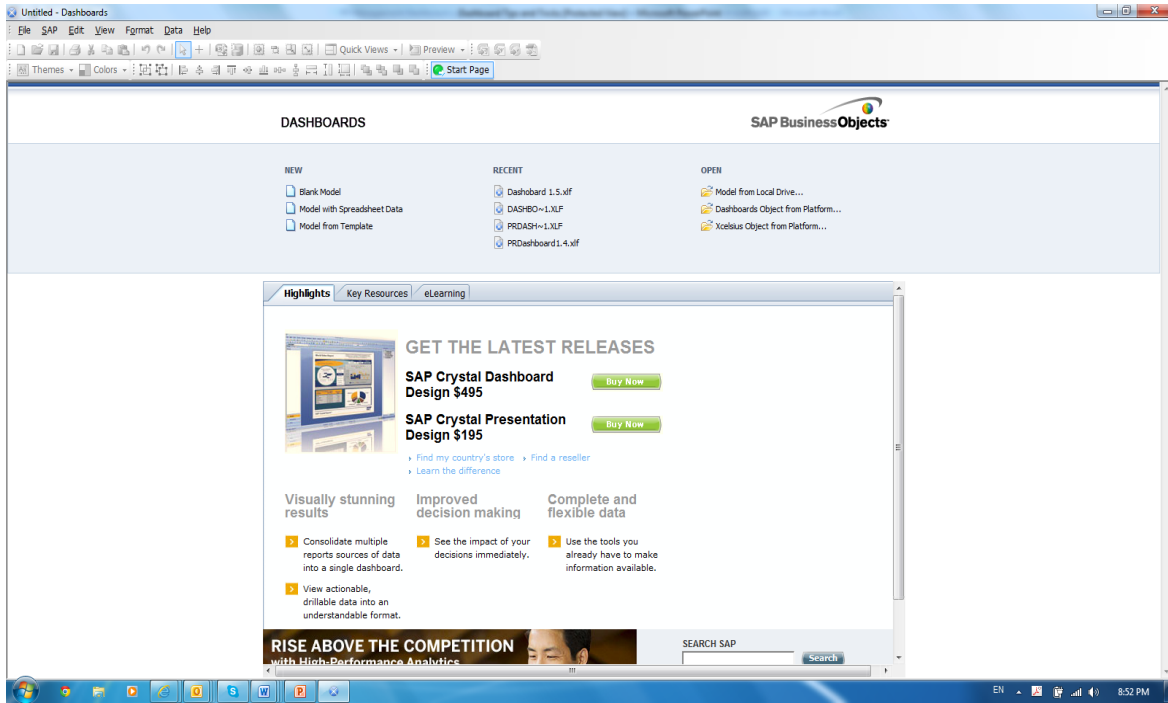 Untitled - Dashboards
File SAP Edit View Format Data Help
Quick Views Preview
Themes Colors Start Page
DASHBOARDS
SAP BusinessObjects
NEW
Blank Model
Model with Spreadsheet Data
Model from Template
RECENT
Dashobard 1.5.xlf
DASHBO~1.XLF
PRDASH~1.XLF
PRDashboard1.4.xlf
OPEN
Model from Local Drive...
Dashboards Object from Platform...
Xcelsius Object from Platform...
Highlights Key Resources eLearning
GET THE LATEST RELEASES
SAP Crystal Dashboard
Design $495
Buy Now
SAP Crystal Presentation
Design $195
Buy Now
Find my country's store Find a reseller
Learn the difference
Visually stunning
results
Consolidate multiple
reports sources of data
into a single dashboard.
View actionable,
drillable data into an
understandable format.
Improved
decision making
See the impact of your
decisions immediately.
Complete and
flexible data
Use the tools you
already have to make
information available.
RISE ABOVE THE COMPETITION
with High-Performance Analytics
SEARCH SAP
Search
EN 8:52 PM